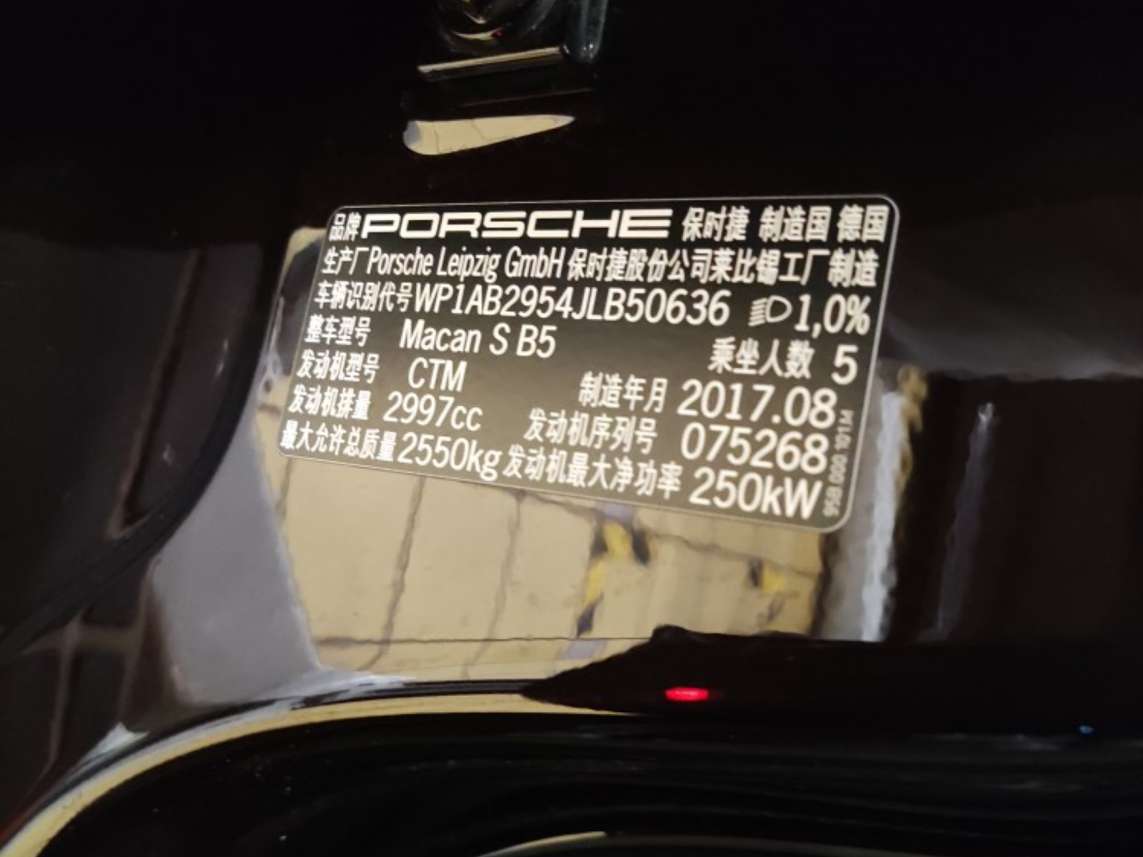 品牌 PORSCHE 保时捷 制造国 德国
生产厂 Porsche Leipzig GmbH 保时捷股份公司莱比锡工厂制造
车辆识别代号 WP1AB2954JLB50636 1,0%
整车型号 Macan S B5 乘坐人数 5
发动机型号 CTM 制造年月 2017.08
发动机排量 2997cc 发动机序列号 075268
最大允许总质量 2550kg 发动机最大净功率 250kW
95B.000.101.M